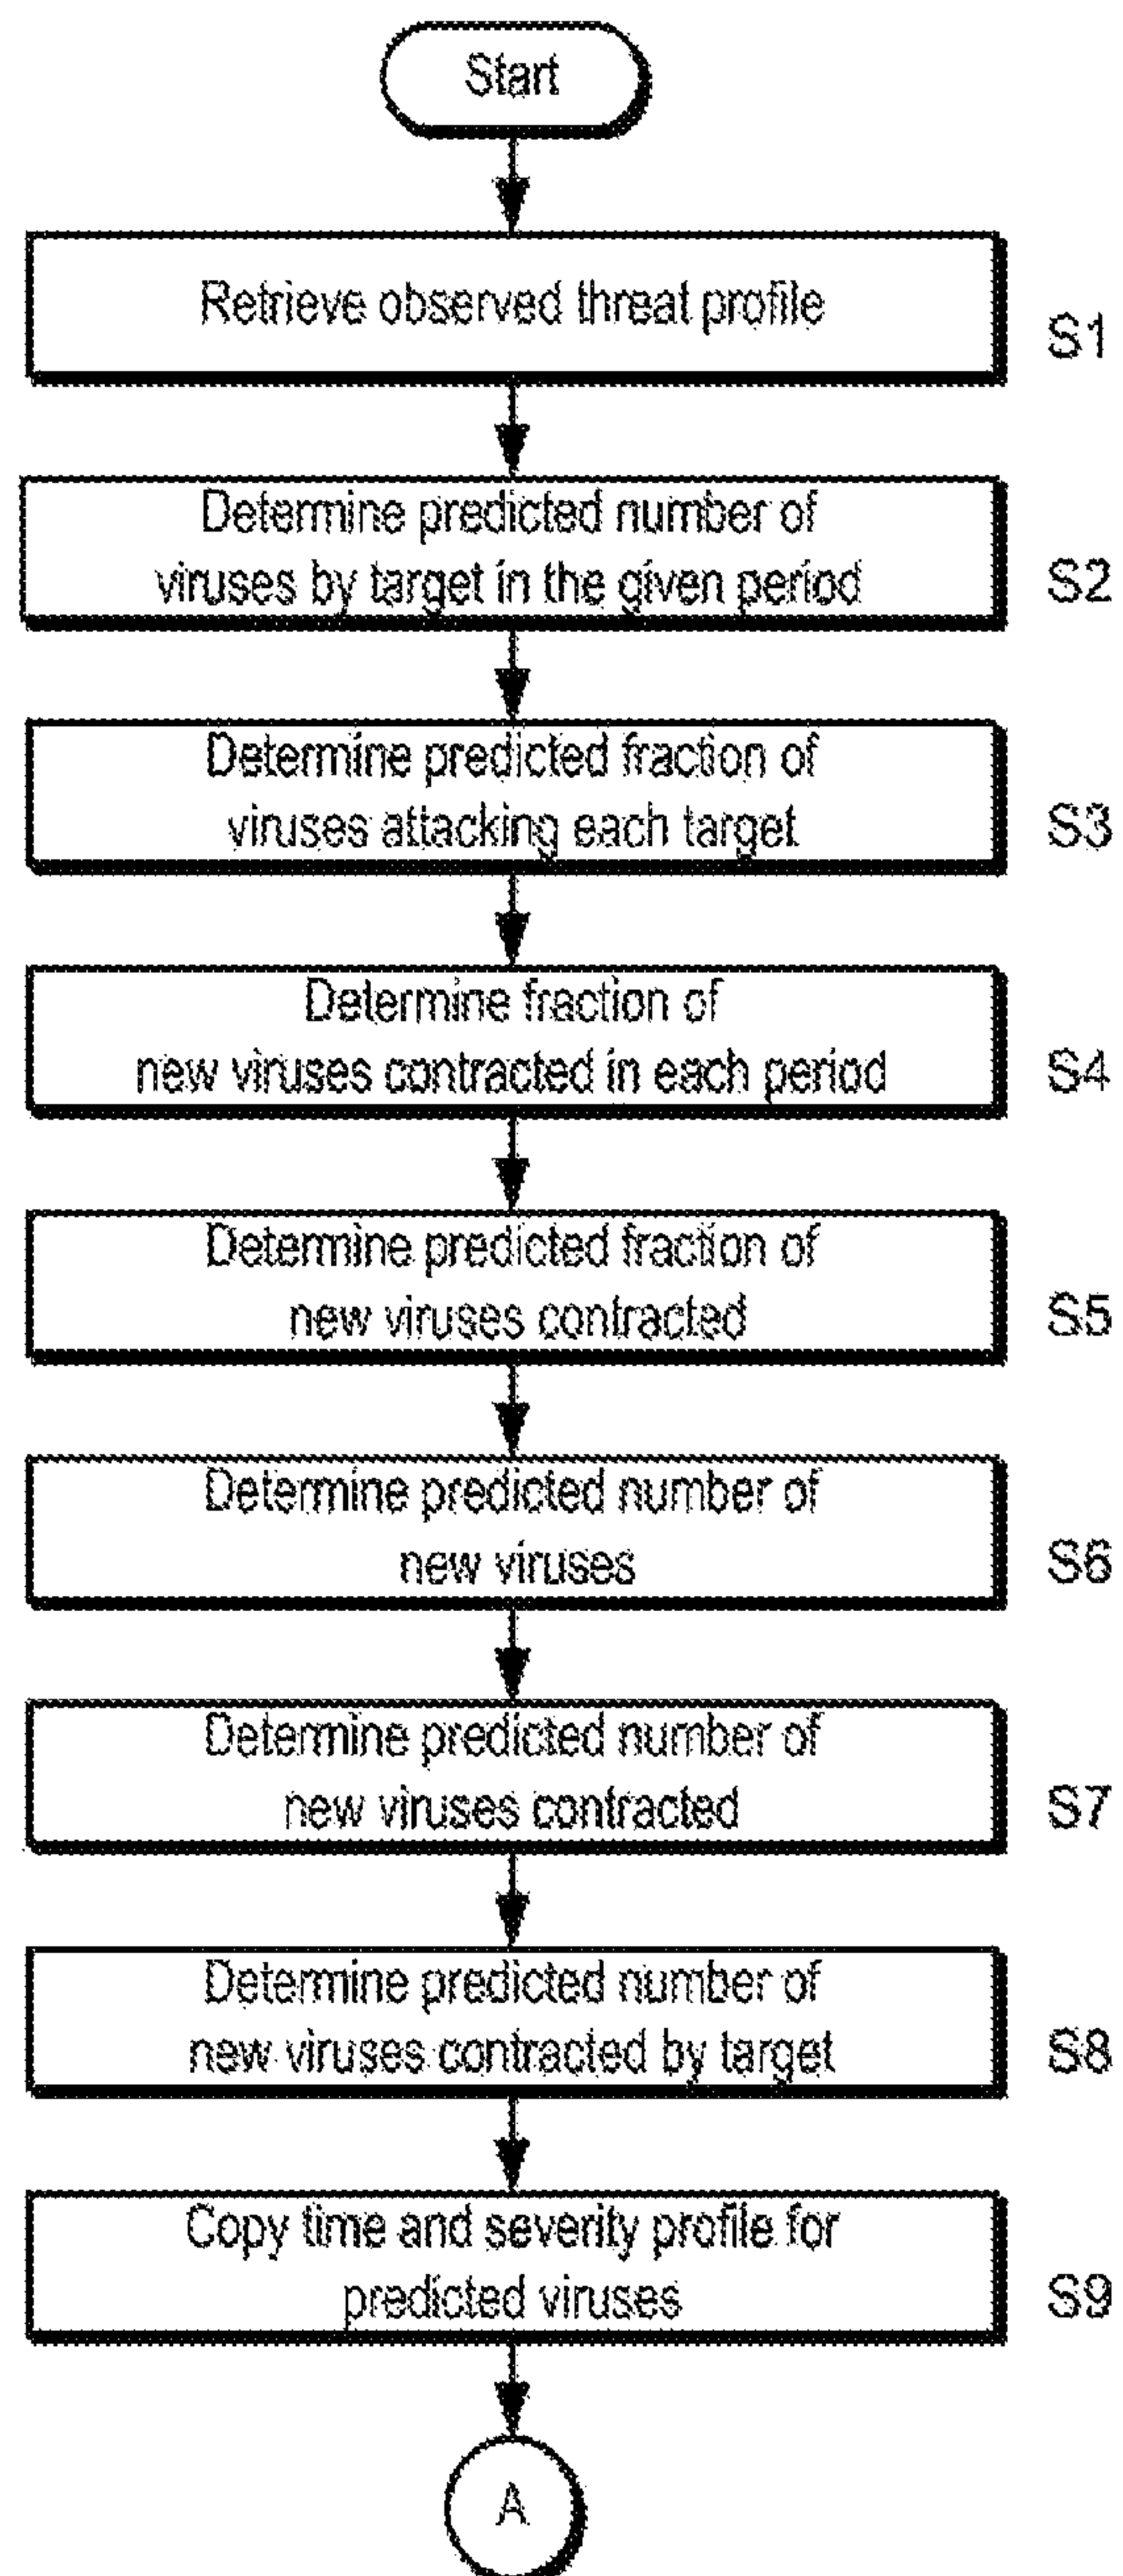 Start
Retrieve observed threat profile
S1
Determine predicted number of
viruses by target in the given period
S2
Determine predicted fraction of
viruses attacking each target
S3
Determine fraction of
new viruses contracted in each period
S4
Determine predicted fraction of
new viruses contracted
S5
Determine predicted number of
new viruses
S6
Determine predicted number of
new viruses contracted
S7
Determine predicted number of
new viruses contracted by target
S8
Copy time and severity profile for
predicted viruses
S9
A